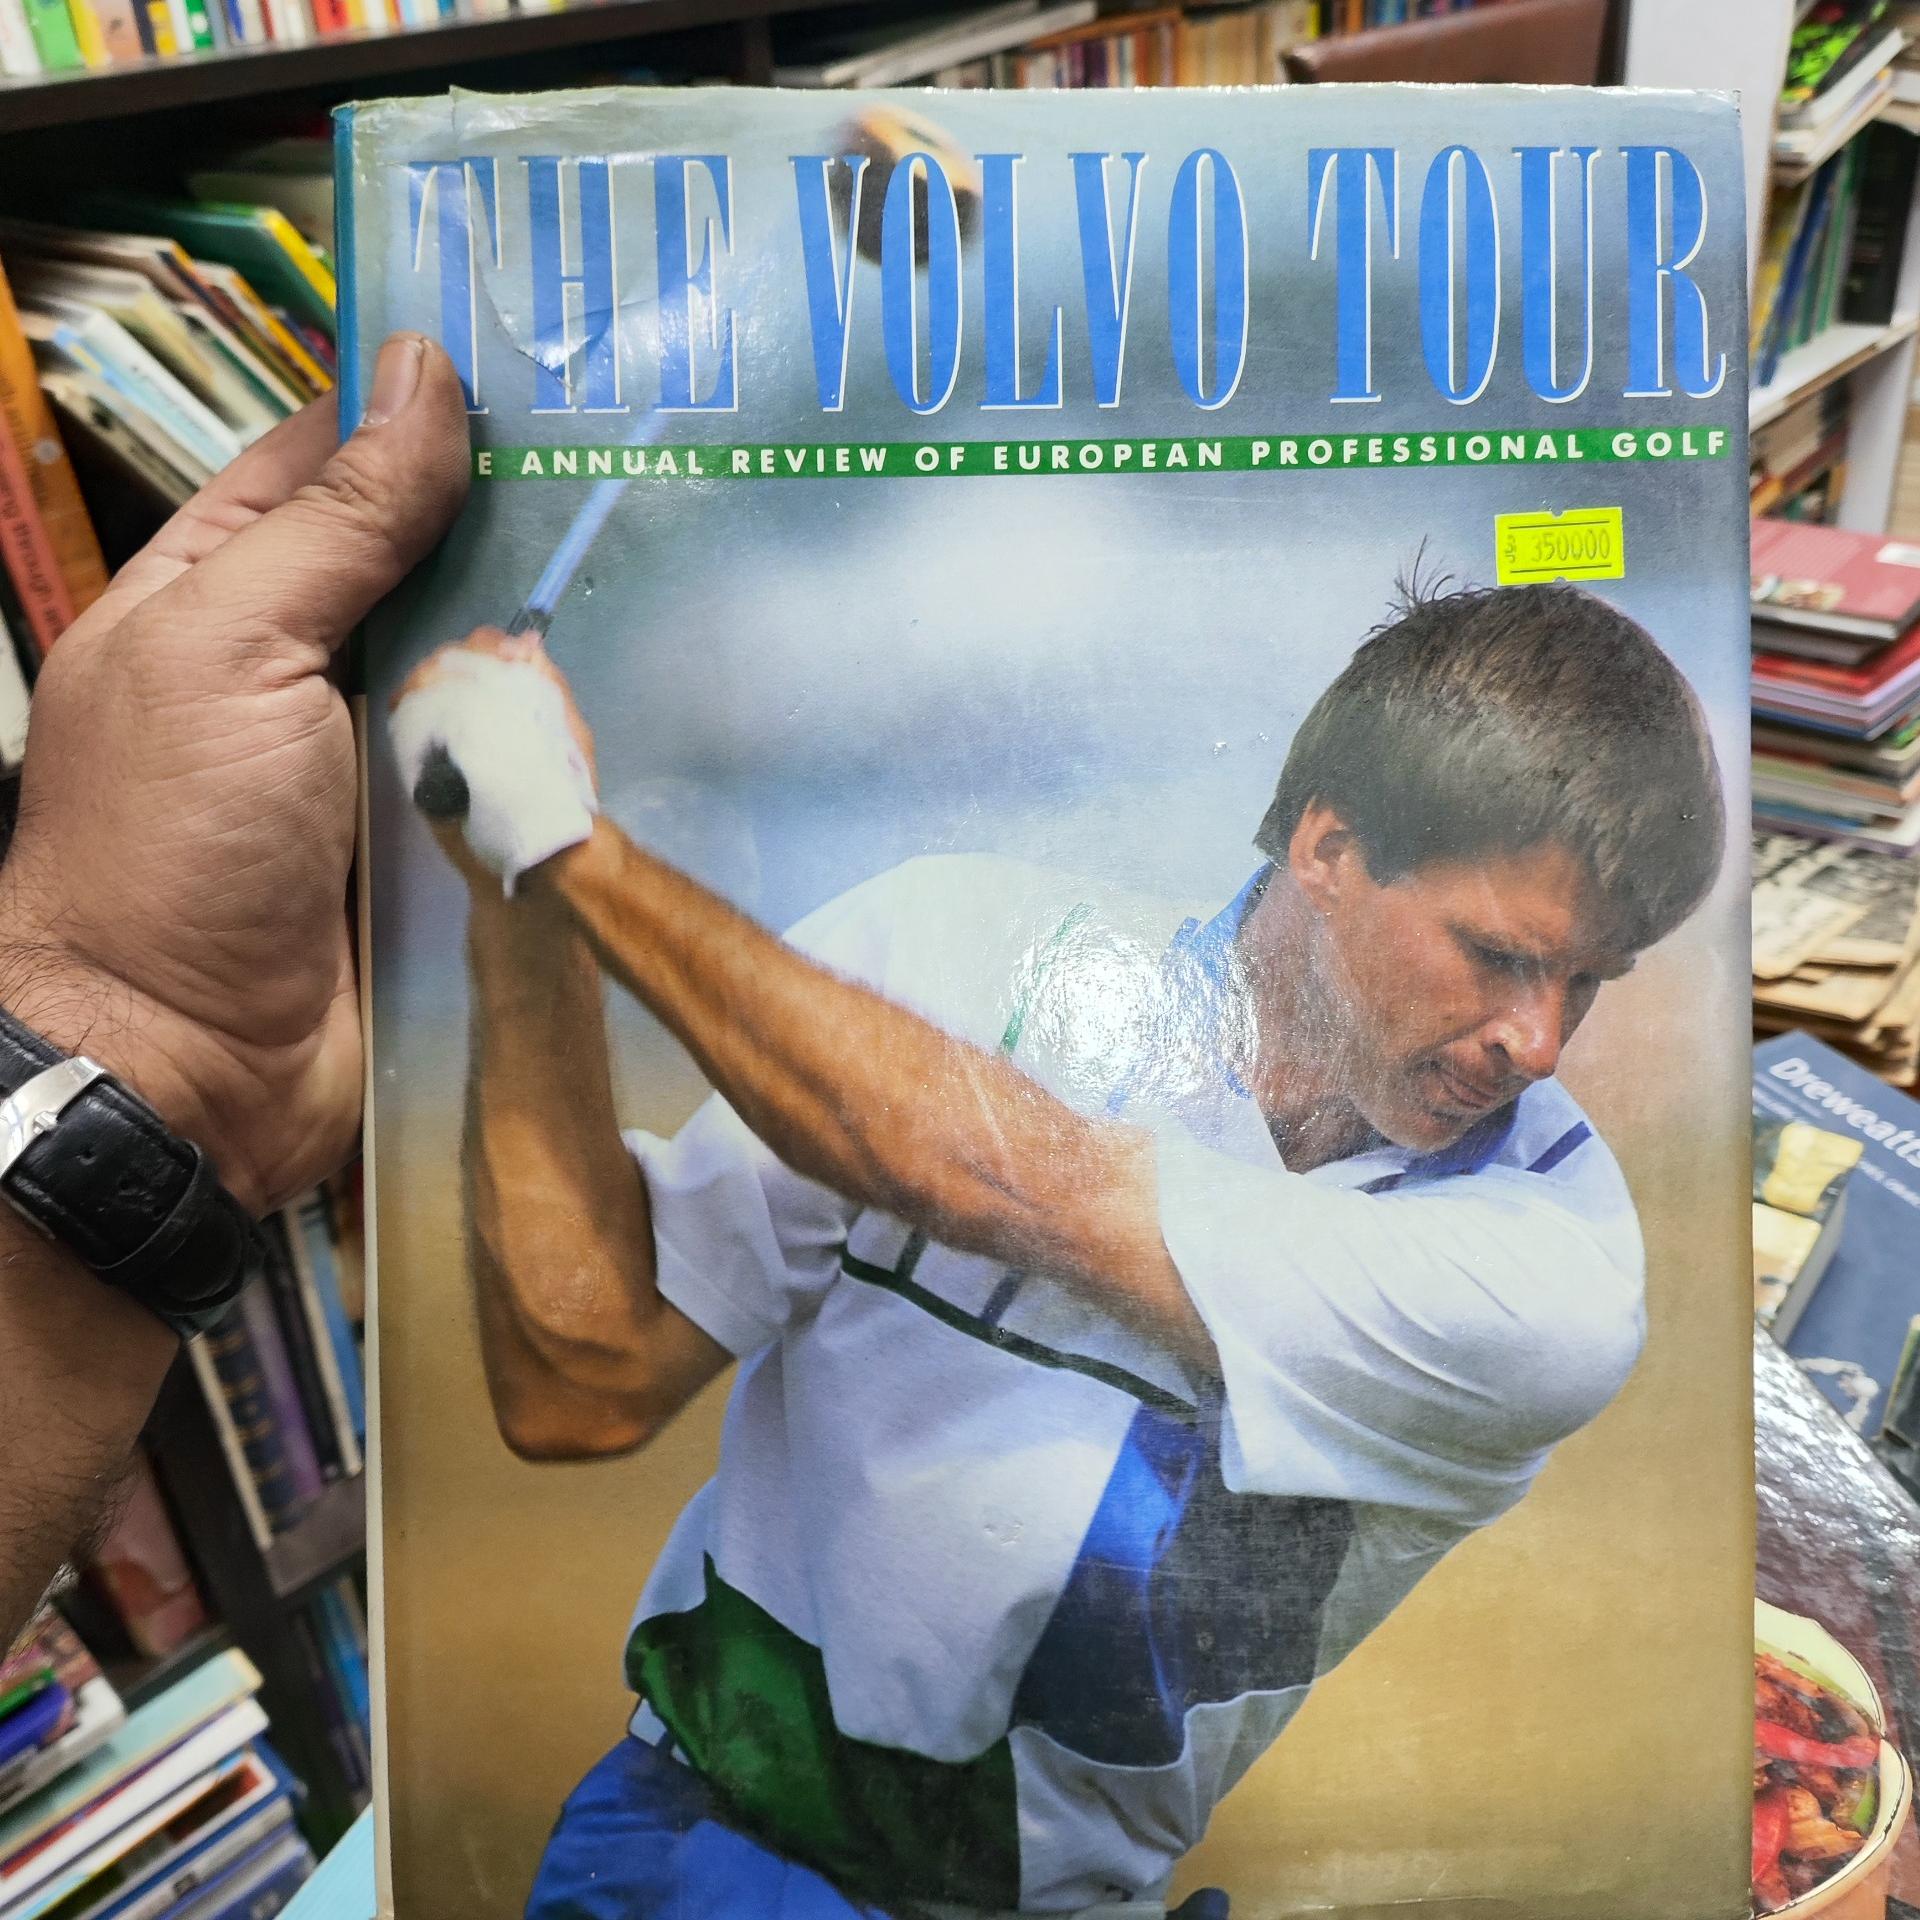 THE VOLVO TOUR
E ANNUAL REVIEW OF EUROPEAN PROFESSIONAL GOLF
350000
Dreweatts